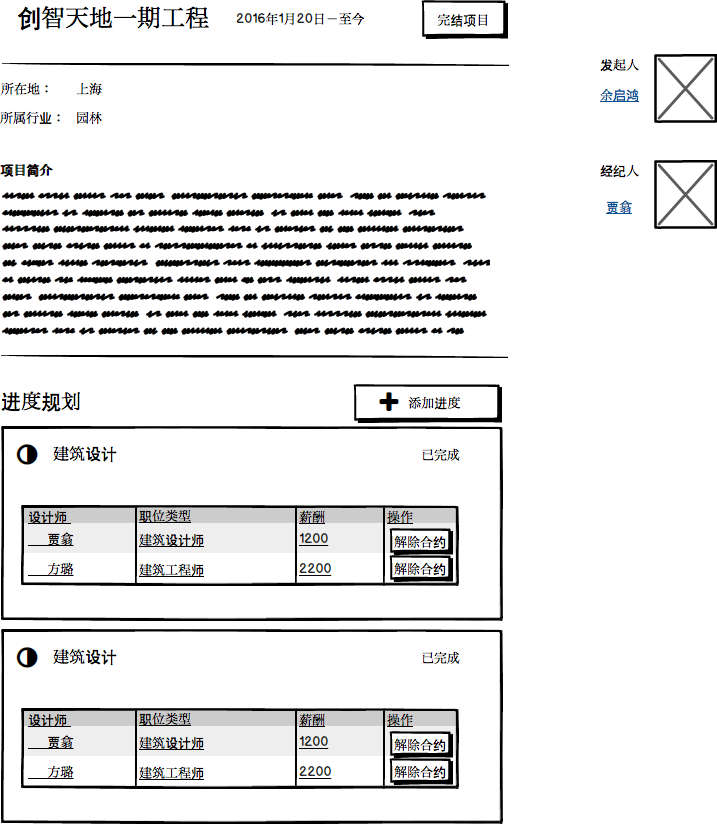 创智天地一期工程 2016年1月20日－至今 完结项目
发起人
余启鸿
所在地： 上海
所属行业： 园林
经纪人
贾翕
项目简介
进度规划 添加进度
建筑设计 已完成
设计师 职位类型 薪酬 操作
贾翕 建筑设计师 1200 解除合约
方璐 建筑工程师 2200 解除合约
建筑设计 已完成
设计师 职位类型 薪酬 操作
贾翕 建筑设计师 1200 解除合约
方璐 建筑工程师 2200 解除合约